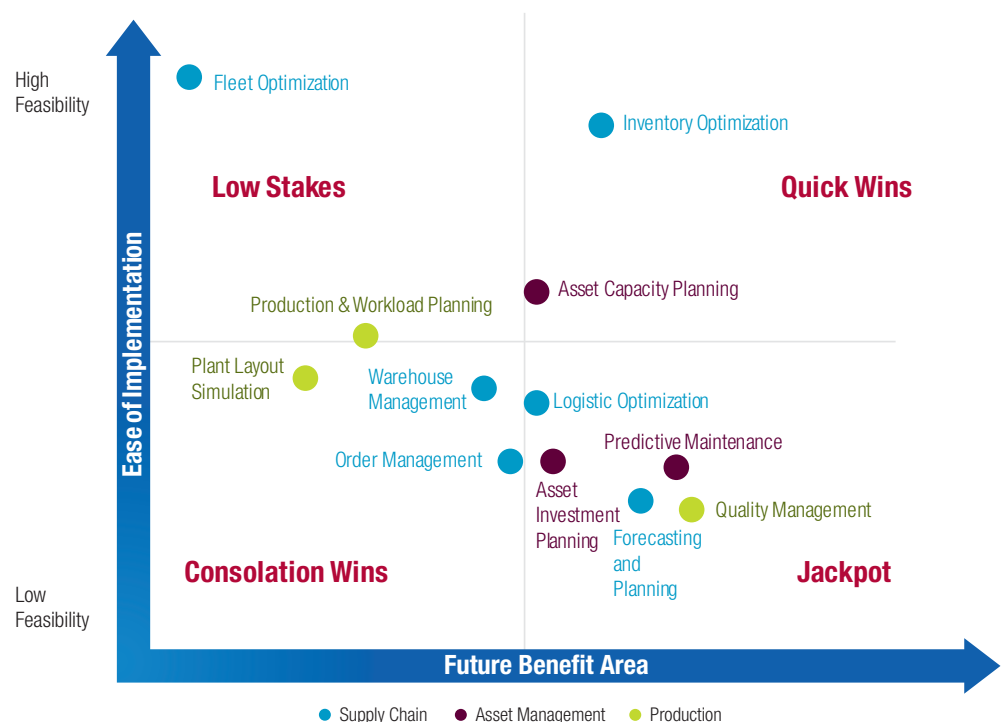 High
Feasibility
Fleet Optimization
Inventory Optimization
Low Stakes
Quick Wins
Asset Capacity Planning
Production & Workload Planning
Ease of Implementation
Plant Layout
Simulation
Warehouse
Management
Logistic Optimization
Predictive Maintenance
Order Management
Asset
Investment
Planning
Quality Management
Forecasting
and
Planning
Consolation Wins
Jackpot
Low
Feasibility
Future Benefit Area
Supply Chain
Asset Management
Production